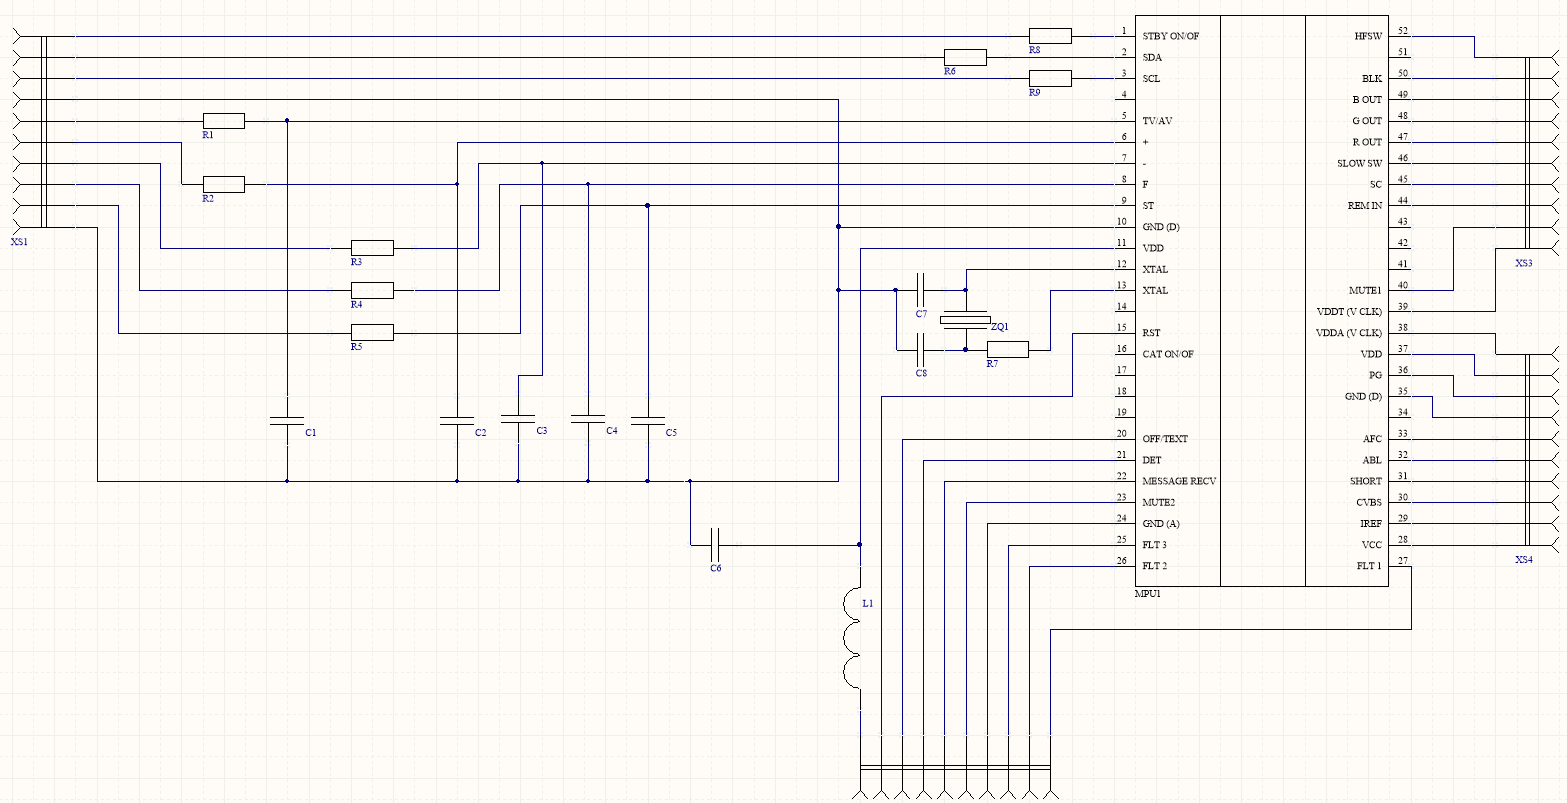 R8
R6
R9
R1
R2
XS1
R3
R4
R5
C1
C2
C3
C4
C5
C6
C7
ZQ1
C8
R7
L1
1 STBY ON/OF
2 SDA
3 SCL
4
5 TV/AV
6 +
7 -
8 F
9 ST
10 GND (D)
11 VDD
12 XTAL
13 XTAL
14
15 RST
16 CAT ON/OF
17
18
19
20 OFF/TEXT
21 DET
22 MESSAGE RECV
23 MUTE2
24 GND (A)
25 FLT 3
26 FLT 2
MPU1
HFSW 52
51
BLK 50
B OUT 49
G OUT 48
R OUT 47
SLOW SW 46
SC 45
REM IN 44
43
42
41
MUTE1 40
VDDT (V CLK) 39
VDDA (V CLK) 38
VDD 37
PG 36
GND (D) 35
34
AFC 33
ABL 32
SHORT 31
CVBS 30
IREF 29
VCC 28
FLT 1 27
XS3
XS4